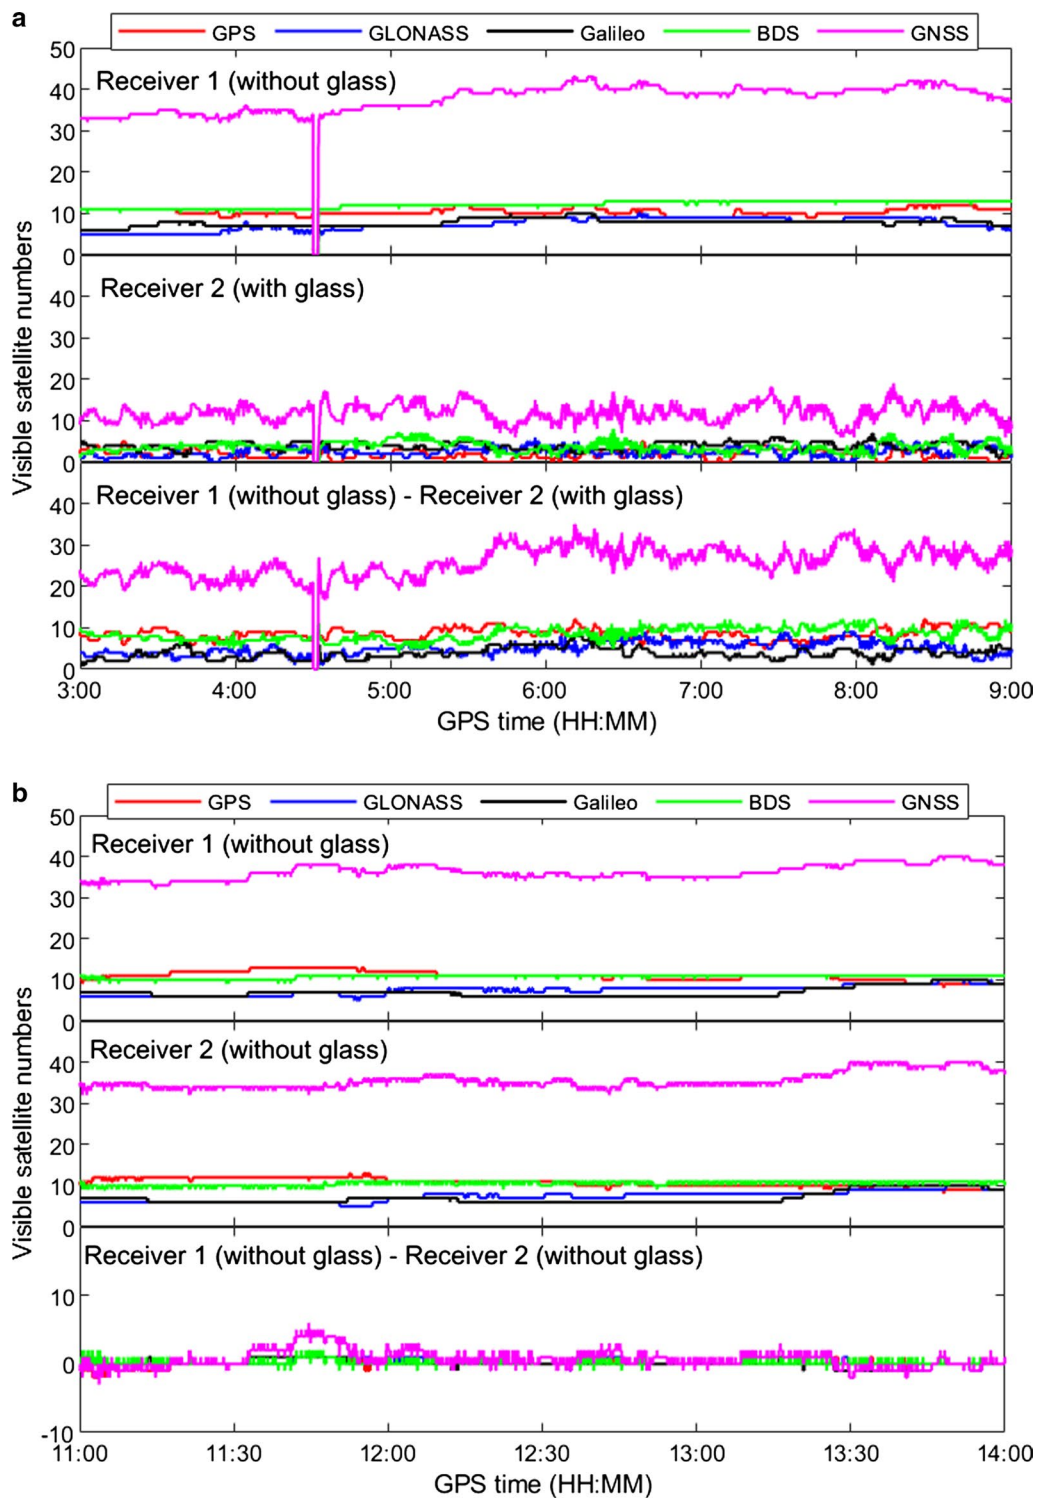 a
GPS GLONASS Galileo BDS GNSS
50
Receiver 1 (without glass)
40
30
20
10
0
Receiver 2 (with glass)
40
30
20
10
0
Receiver 1 (without glass) - Receiver 2 (with glass)
40
30
20
10
0
Visible satellite numbers
3:00 4:00 5:00 6:00 7:00 8:00 9:00
GPS time (HH:MM)
b
GPS GLONASS Galileo BDS GNSS
50
Receiver 1 (without glass)
40
30
20
10
0
Receiver 2 (without glass)
40
30
20
10
0
Receiver 1 (without glass) - Receiver 2 (without glass)
10
0
-10
Visible satellite numbers
11:00 11:30 12:00 12:30 13:00 13:30 14:00
GPS time (HH:MM)